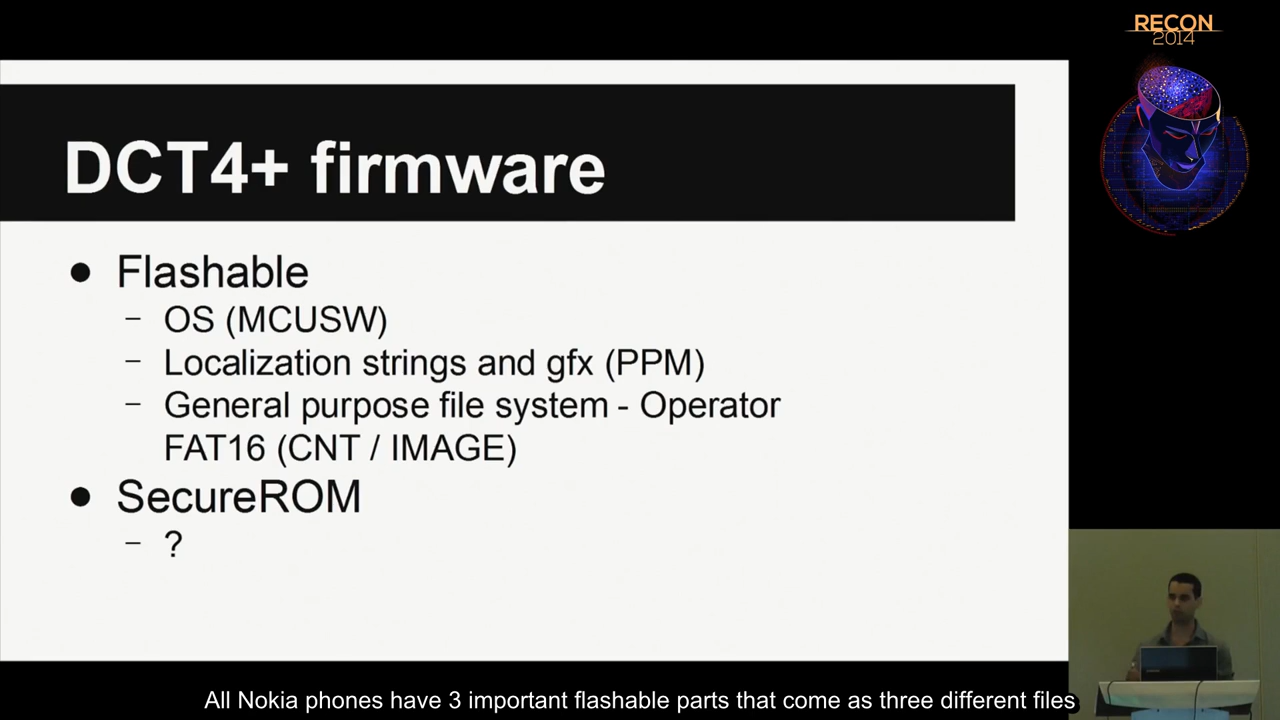 RECON
2014
DCT4+ firmware
● Flashable
– OS (MCUSW)
– Localization strings and gfx (PPM)
– General purpose file system - Operator
FAT16 (CNT / IMAGE)
● SecureROM
– ?
All Nokia phones have 3 important flashable parts that come as three different files